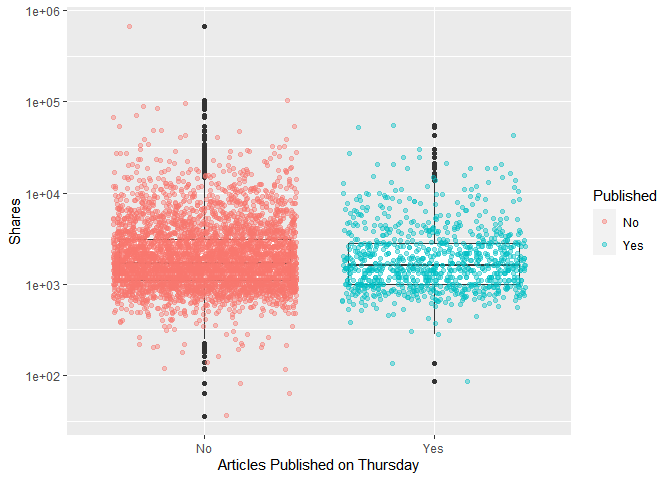 1e+06
1e+05
1e+04
1e+03
1e+02
Shares
No
Yes
Articles Published on Thursday
Published
No
Yes